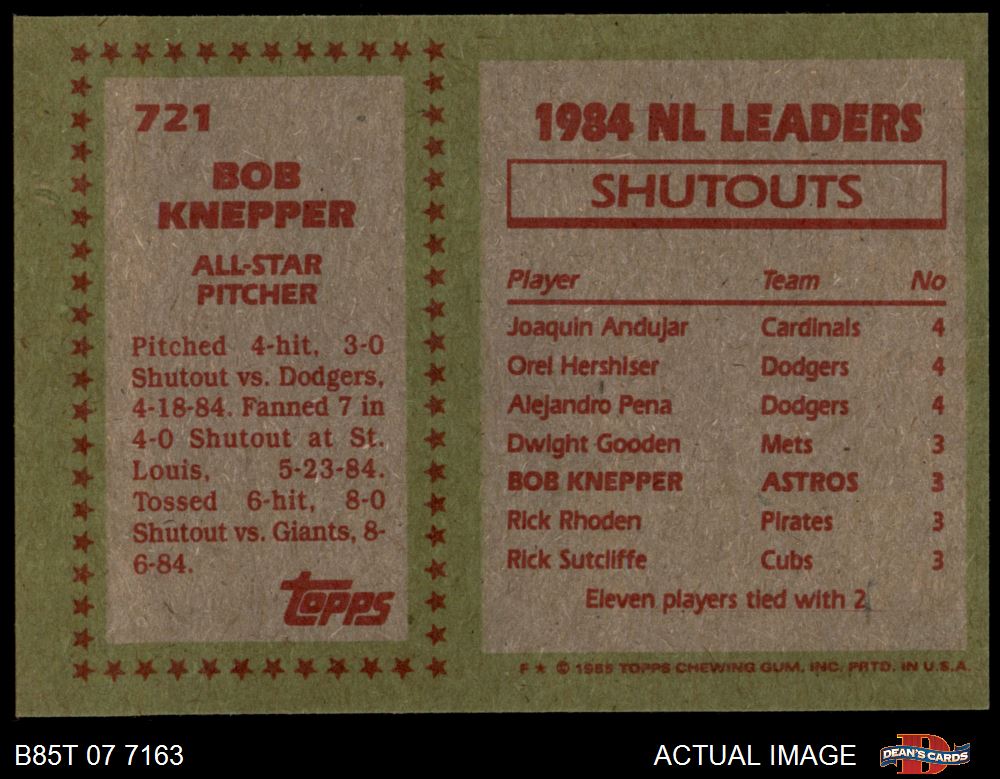 721
BOB
KNEPPER
ALL-STAR
PITCHER
Pitched 4-hit, 3-0
Shutout vs. Dodgers,
4-18-84. Fanned 7 in
4-0 Shutout at St.
Louis, 5-23-84.
Tossed 6-hit, 8-0
Shutout vs. Giants, 8-
6-84.
topps
1984 NL LEADERS
SHUTOUTS
Player Team No
Joaquin Andujar Cardinals 4
Orel Hershiser Dodgers 4
Alejandro Pena Dodgers 4
Dwight Gooden Mets 3
BOB KNEPPER ASTROS 3
Rick Rhoden Pirates 3
Rick Sutcliffe Cubs 3
Eleven players tied with 2
F ★ © 1985 TOPPS CHEWING GUM, INC. PRTD. IN U.S.A.
B85T 07 7163 ACTUAL IMAGE
DEAN'S CARDS